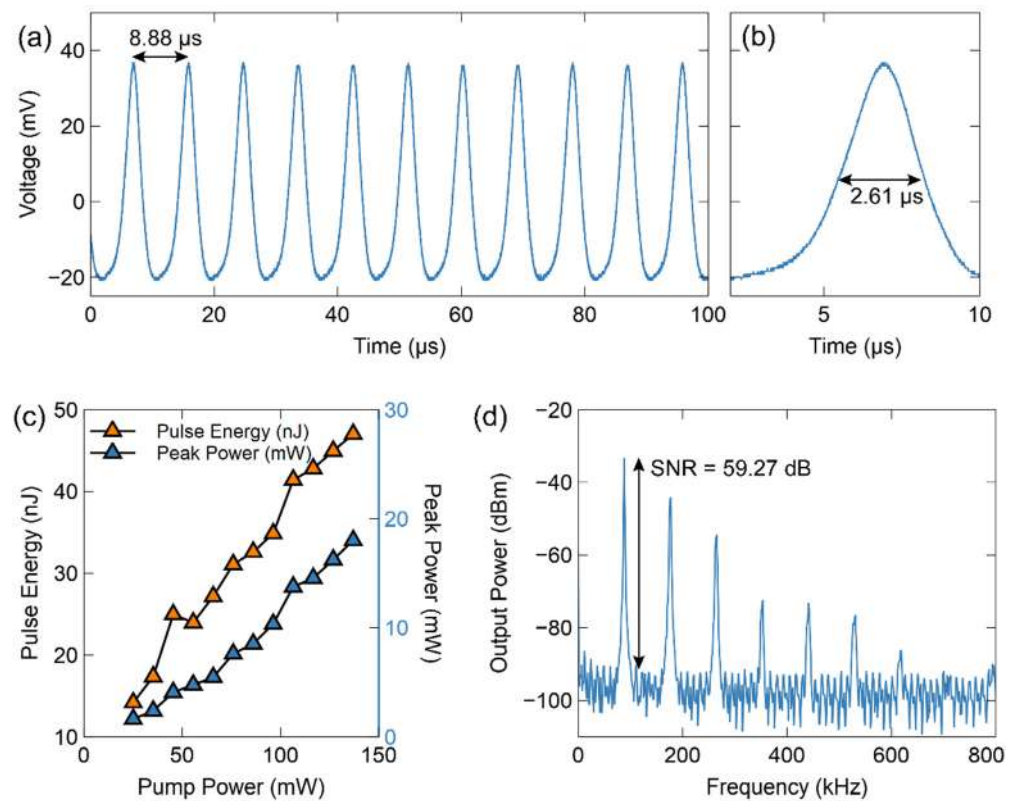 (a)
8.88 µs
40
20
0
−20
Voltage (mV)
0
20
40
60
80
100
Time (µs)
(b)
2.61 µs
5
10
Time (µs)
(c)
50
40
30
20
10
Pulse Energy (nJ)
Pulse Energy (nJ)
Peak Power (mW)
30
20
10
0
Peak Power (mW)
0
50
100
150
Pump Power (mW)
(d)
−20
−40
−60
−80
−100
Output Power (dBm)
SNR = 59.27 dB
0
200
400
600
800
Frequency (kHz)